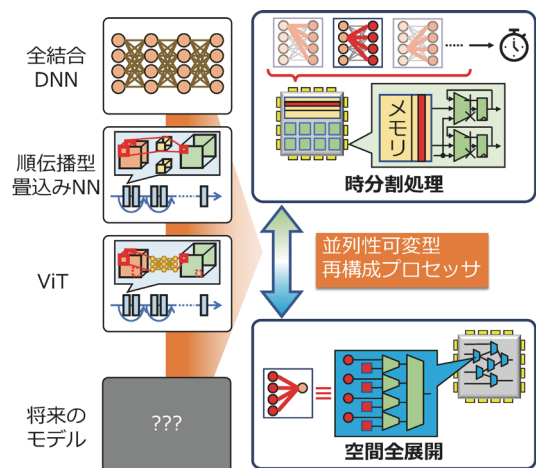 全結合
DNN
順伝播型
畳込みNN
ViT
将来の
モデル
???
メモリ
時分割処理
並列性可変型
再構成プロセッサ
空間全展開